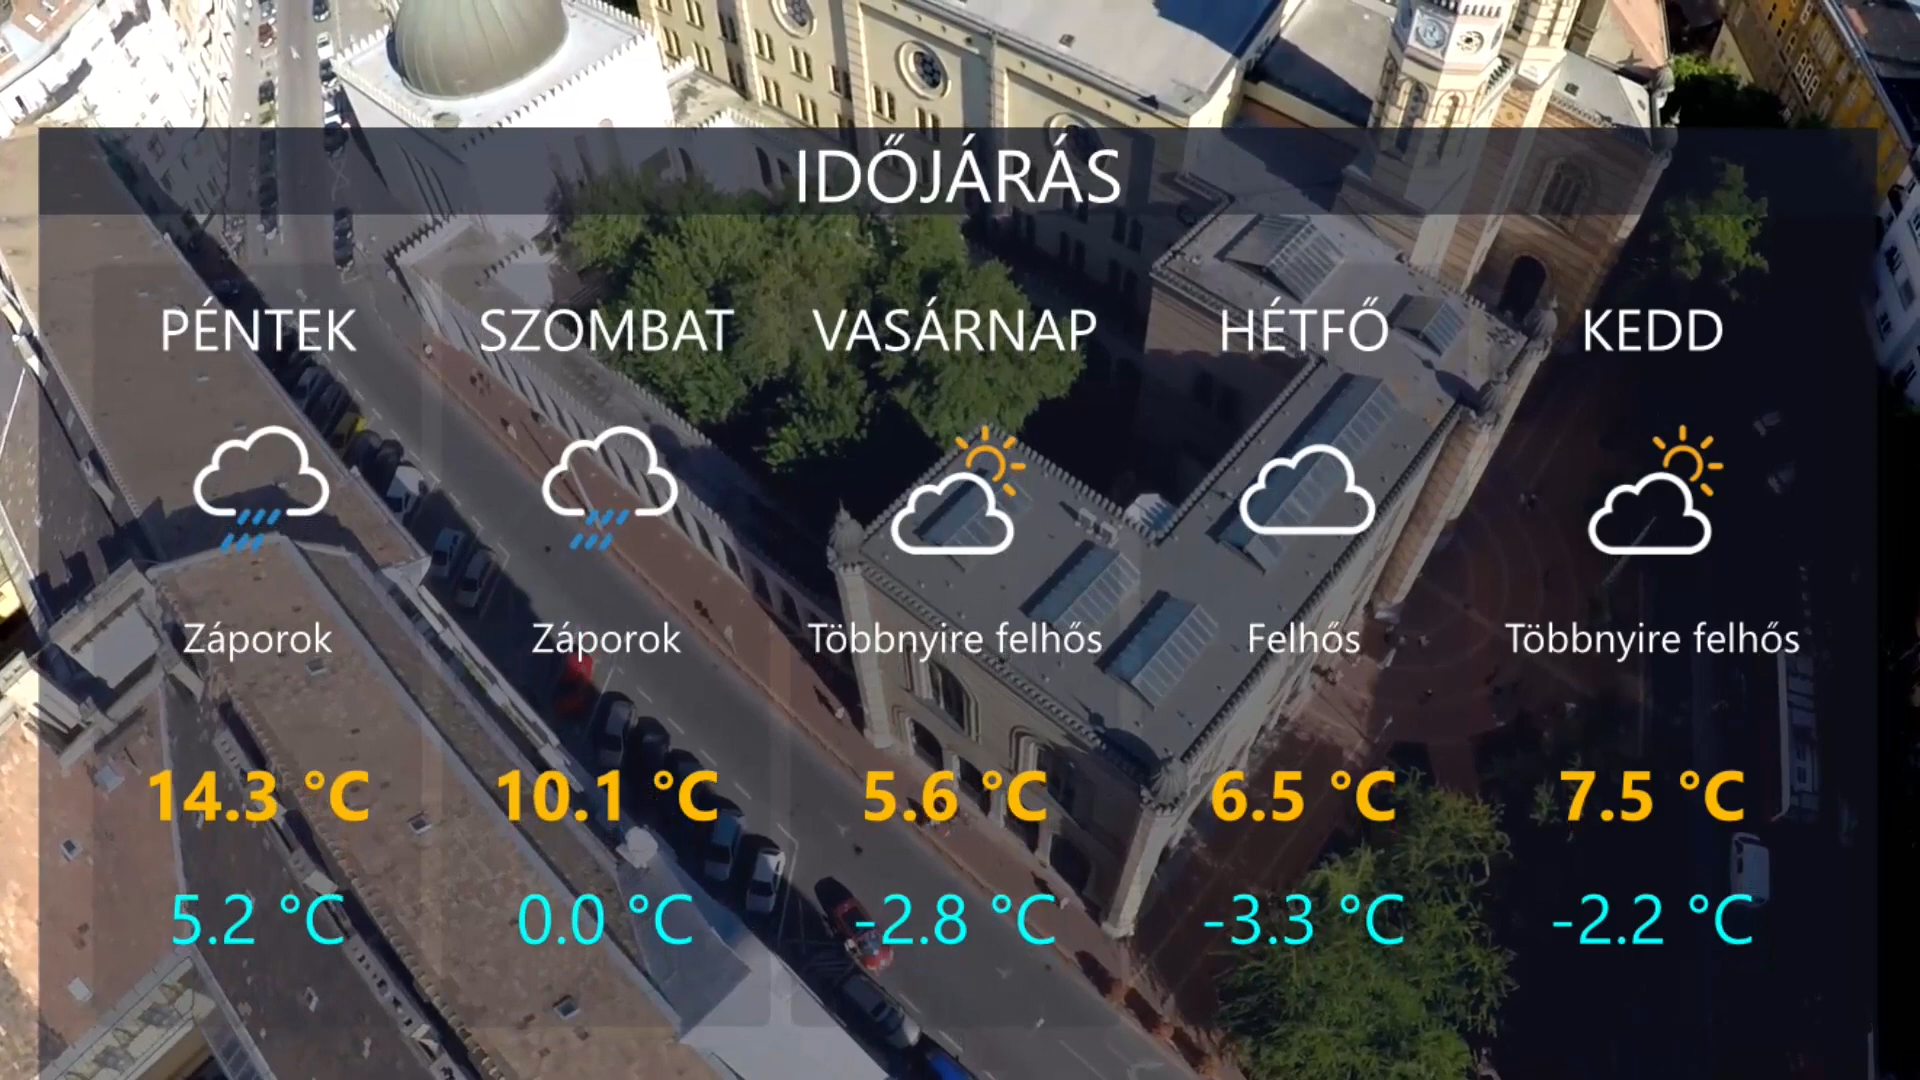 IDŐJÁRÁS
PÉNTEK
Záporok
14.3 °C
5.2 °C
SZOMBAT
Záporok
10.1 °C
0.0 °C
VASÁRNAP
Többnyire felhős
5.6 °C
-2.8 °C
HÉTFŐ
Felhős
6.5 °C
-3.3 °C
KEDD
Többnyire felhős
7.5 °C
-2.2 °C